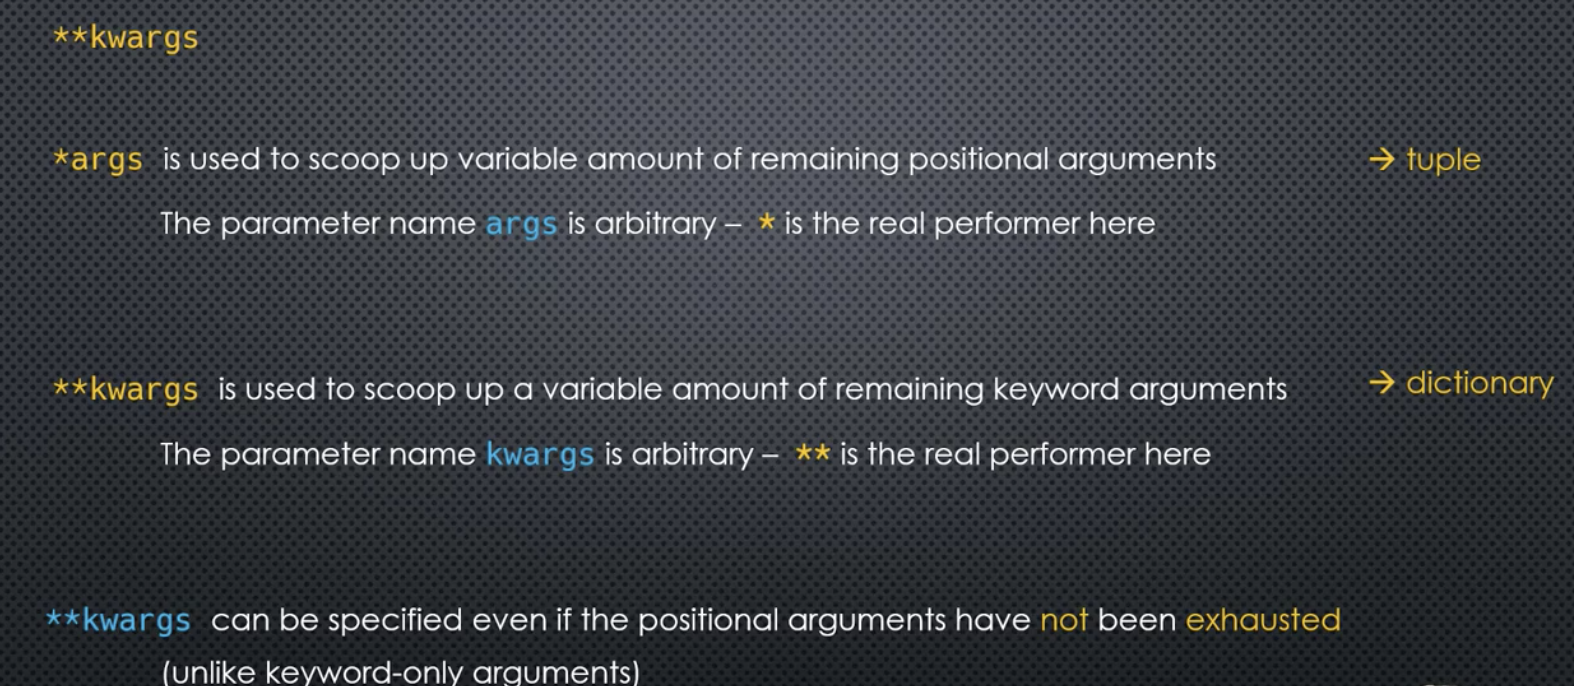 **kwargs
*args is used to scoop up variable amount of remaining positional arguments → tuple
The parameter name args is arbitrary – * is the real performer here
**kwargs is used to scoop up a variable amount of remaining keyword arguments → dictionary
The parameter name kwargs is arbitrary – ** is the real performer here
**kwargs can be specified even if the positional arguments have not been exhausted
(unlike keyword-only arguments)